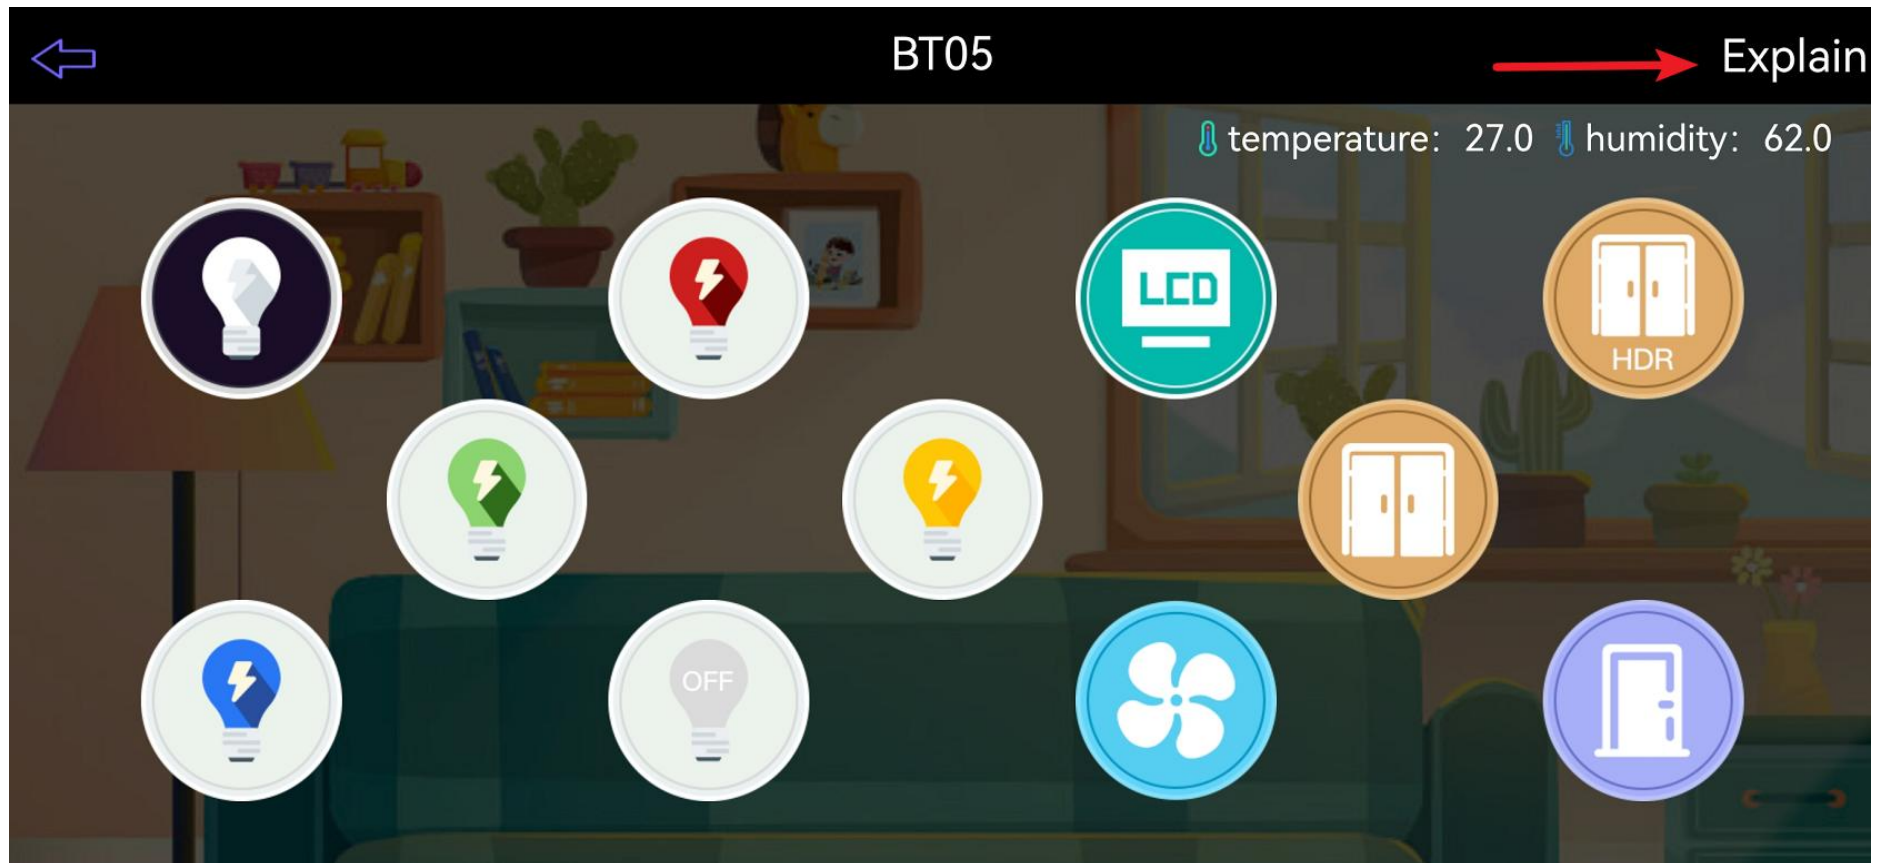 BT05
Explain
temperature: 27.0 humidity: 62.0
LCD
HDR
OFF